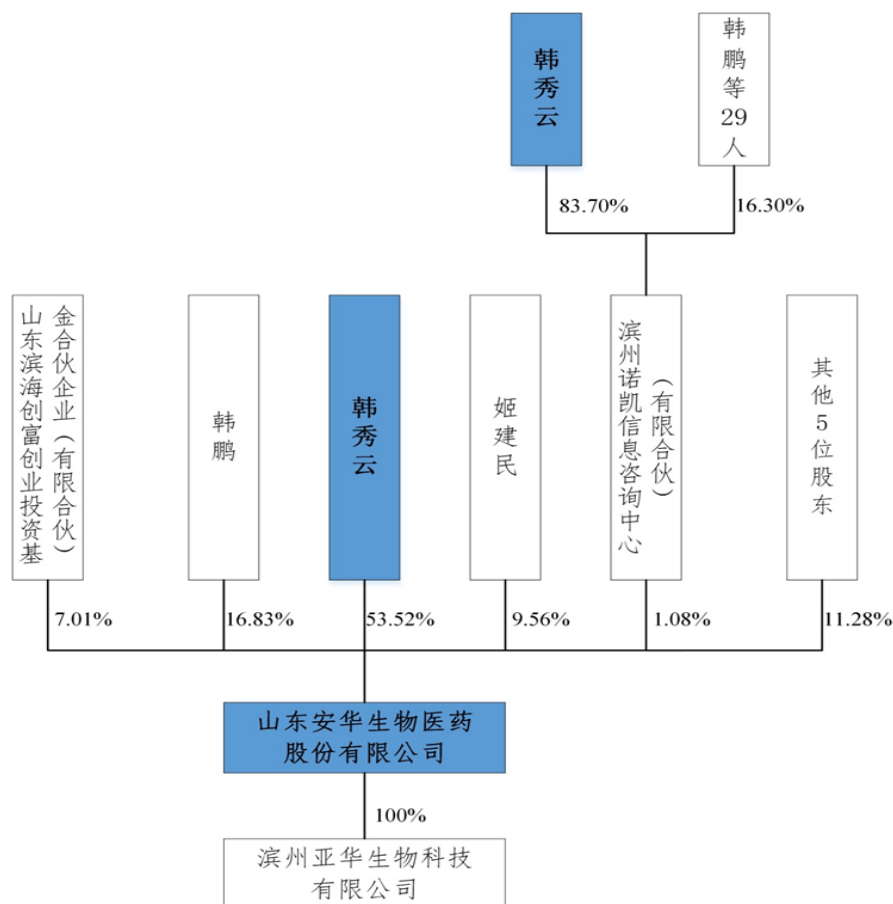 韩秀云
韩鹏等29人
83.70%
16.30%
山东滨海创富创业投资基
金合伙企业（有限合伙）
韩鹏
韩秀云
姬建民
滨州诺凯信息咨询中心
（有限合伙）
其他5位股东
7.01%
16.83%
53.52%
9.56%
1.08%
11.28%
山东安华生物医药
股份有限公司
100%
滨州亚华生物科技
有限公司